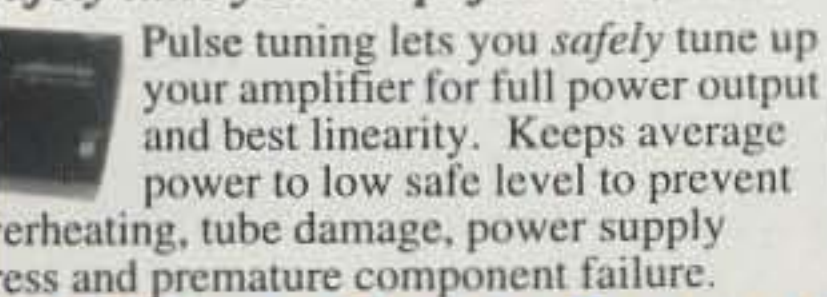 Pulse tuning lets you safely tune up
your amplifier for full power output
and best linearity. Keeps average
power to low safe level to prevent
erheating, tube damage, power supply
ress and premature component failure.